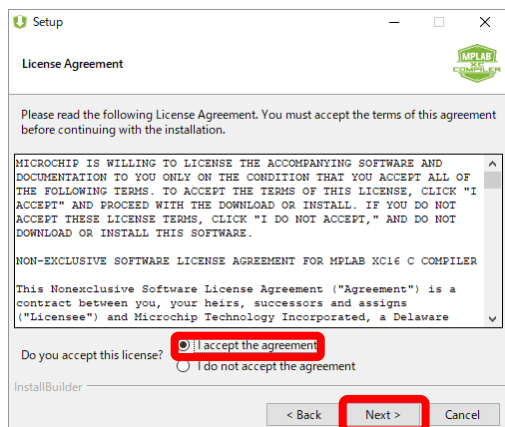 Setup
License Agreement
MPLAB
XC
COMPILER
Please read the following License Agreement. You must accept the terms of this agreement
before continuing with the installation.
MICROCHIP IS WILLING TO LICENSE THE ACCOMPANYING SOFTWARE AND
DOCUMENTATION TO YOU ONLY ON THE CONDITION THAT YOU ACCEPT ALL OF
THE FOLLOWING TERMS. TO ACCEPT THE TERMS OF THIS LICENSE, CLICK "I
ACCEPT" AND PROCEED WITH THE DOWNLOAD OR INSTALL. IF YOU DO NOT
ACCEPT THESE LICENSE TERMS, CLICK "I DO NOT ACCEPT," AND DO NOT
DOWNLOAD OR INSTALL THIS SOFTWARE.
NON-EXCLUSIVE SOFTWARE LICENSE AGREEMENT FOR MPLAB XC16 C COMPILER
This Nonexclusive Software License Agreement ("Agreement") is a
contract between you, your heirs, successors and assigns
("Licensee") and Microchip Technology Incorporated, a Delaware
Do you accept this license?
I accept the agreement
I do not accept the agreement
InstallBuilder
< Back
Next >
Cancel